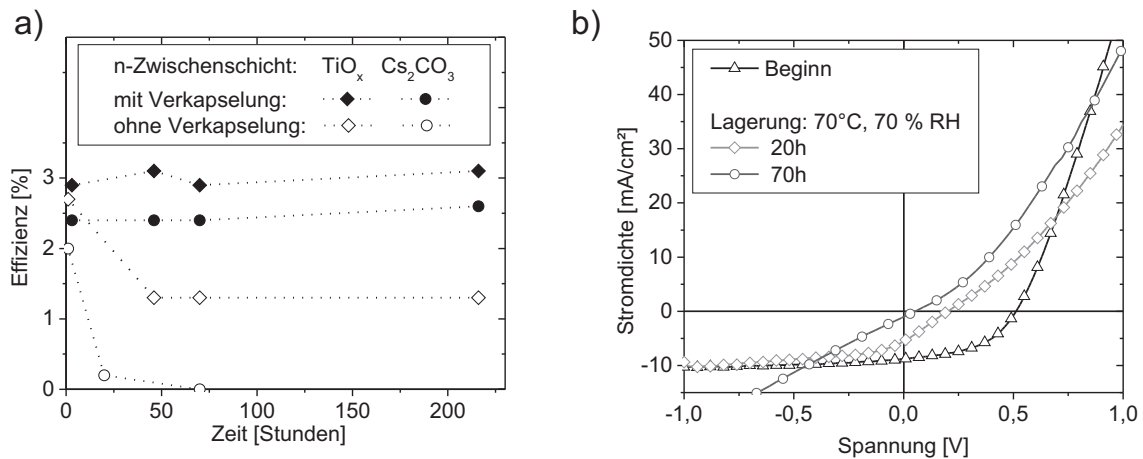 a)
n-Zwischenschicht: TiOₓ Cs₂CO₃
mit Verkapselung:
ohne Verkapselung:
Effizienz [%]
3
2
1
0
0 50 100 150 200
Zeit [Stunden]
b)
Beginn
Lagerung: 70°C, 70 % RH
20h
70h
Stromdichte [mA/cm²]
50
40
30
20
10
0
-10
-1,0 -0,5 0,0 0,5 1,0
Spannung [V]